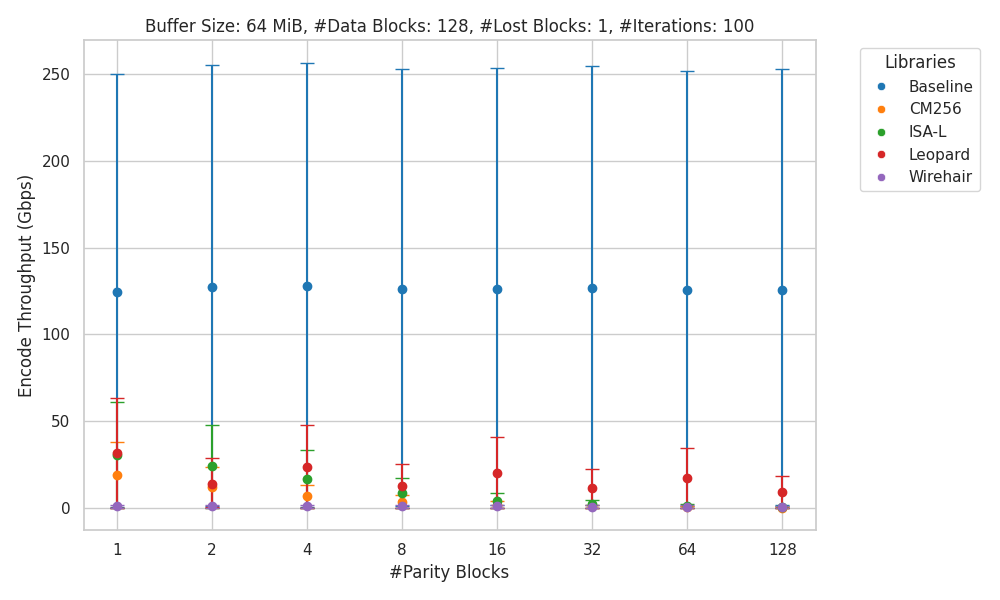 Buffer Size: 64 MiB, #Data Blocks: 128, #Lost Blocks: 1, #Iterations: 100
Encode Throughput (Gbps)
250
200
150
100
50
0
1 2 4 8 16 32 64 128
#Parity Blocks
Libraries
Baseline
CM256
ISA-L
Leopard
Wirehair